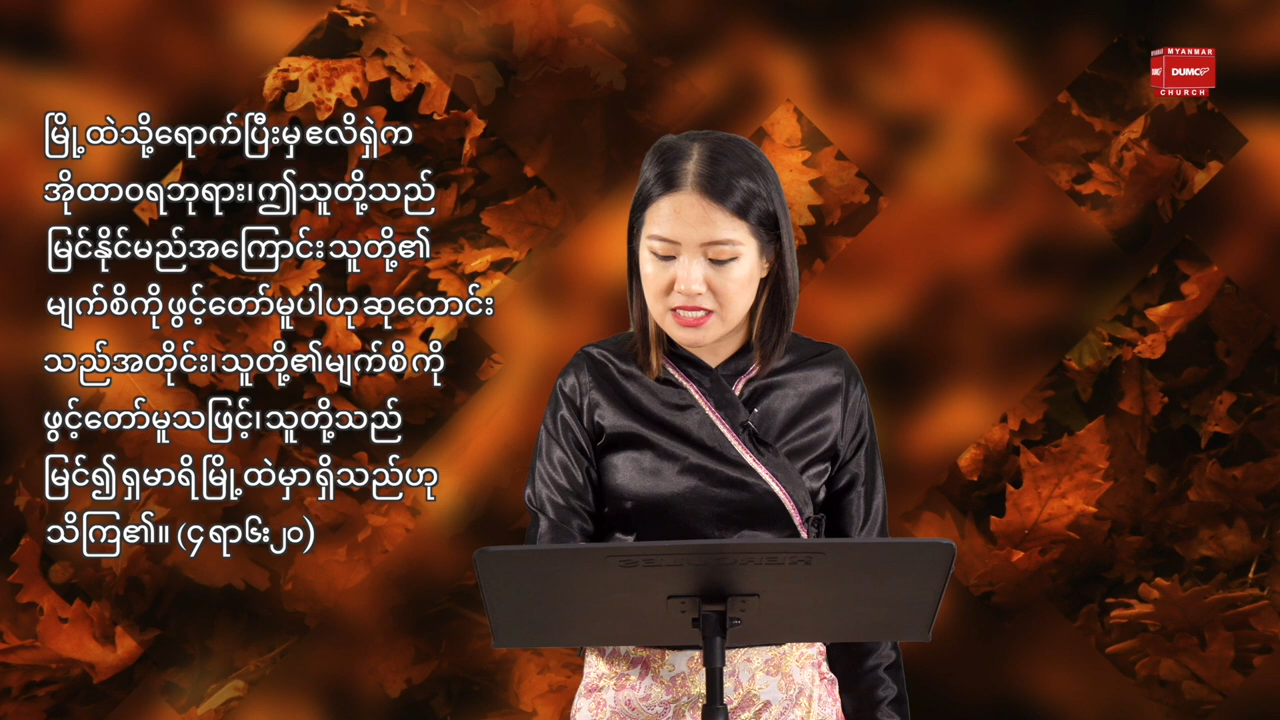 မြို့ထဲသို့ရောက်ပြီးမှဧလိရှဲက
အိုထာဝရဘုရား၊ဤသူတို့သည်
မြင်နိုင်မည်အကြောင်းသူတို့၏
မျက်စိကိုဖွင့်တော်မူပါဟုဆုတောင်း
သည်အတိုင်း၊သူတို့၏မျက်စိကို
ဖွင့်တော်မူသဖြင့်၊သူတို့သည်
မြင်၍ရှမာရိမြို့ထဲမှာရှိသည်ဟု
သိကြ၏။ (၄ရာ၆း၂၀)
MYANMAR
DUMC
CHURCH
HERCULES